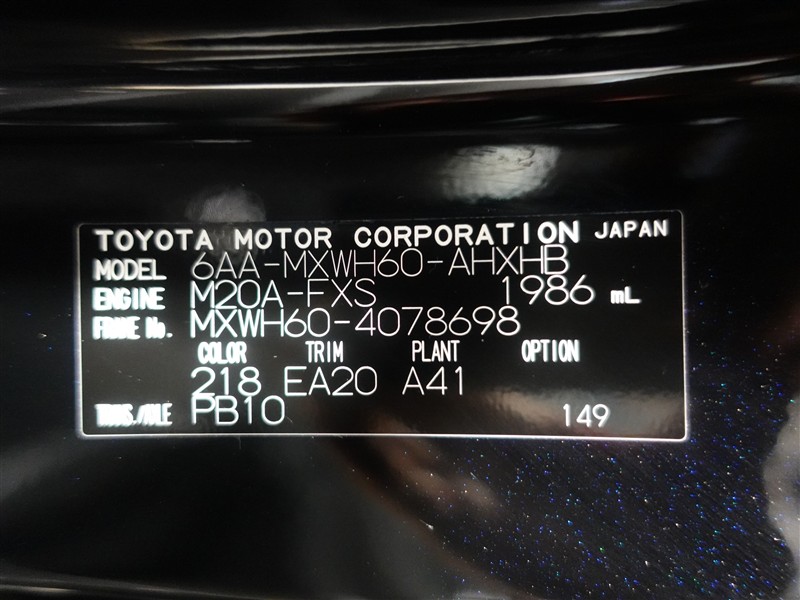 TOYOTA MOTOR CORPORATION JAPAN
MODEL 6AA-MXWH60-AHXHB
ENGINE M20A-FXS 1986 mL
FRAME No. MXWH60-4078698
COLOR TRIM PLANT OPTION
218 EA20 A41
TRANS./AXLE PB10 149